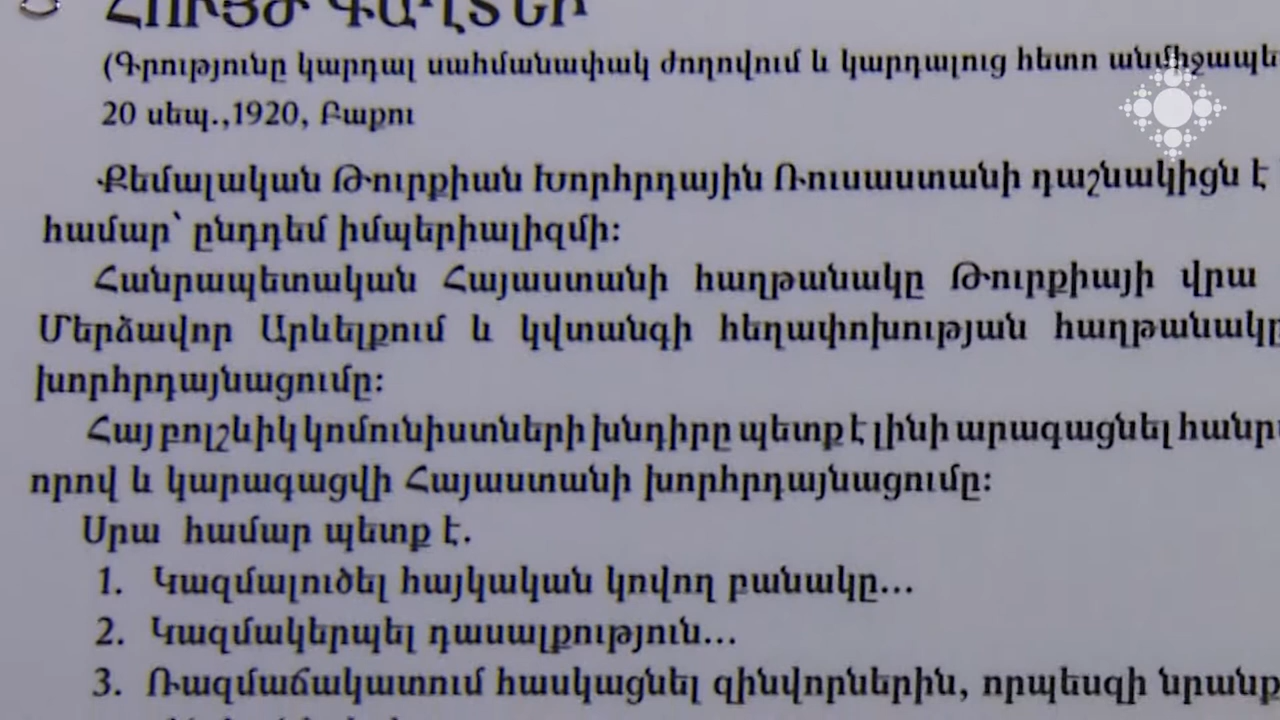 ՀՈՒՅԺ ԳԱՂՏՆԻ
(Գրությունը կարդալ սահմանափակ ժողովում և կարդալուց հետո
20 սեպ.,1920, Բաքու
Քեմալական Թուրքիան Խորհրդային Ռուսաստանի դաշնակիցն է
համար՝ ընդդեմ իմպերիալիզմի։
Հանրապետական Հայաստանի հաղթանակը Թուրքիայի վրա
Մերձավոր Արևելքում և կվտանգի հեղափոխության հաղթանակը
խորհրդայնացումը։
Հայ բոլշևիկ կոմունիստների խնդիրը պետք է լինի արագացնել
որով և կարագացվի Հայաստանի խորհրդայնացումը։
Սրա համար պետք է.
1. Կազմալուծել հայկական կովող բանակը...
2. Կազմակերպել դասալքություն...
3. Ռազմաճակատում հասկացնել զինվորներին, որպեսզի նրանք